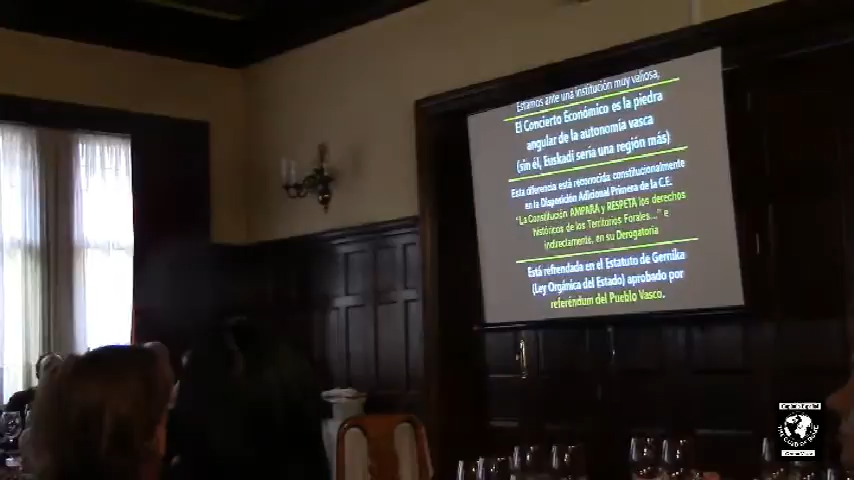 Estamos ante una institución muy valiosa,
El Concierto Económico es la piedra
angular de la autonomía vasca
(sin él, Euskadi sería una región más)
Esta diferencia está reconocida constitucionalmente
en la Disposición Adicional Primera de la C.E.
"La Constitución AMPARA y RESPETA los derechos
históricos de los Territorios Forales..." e
indirectamente, en su Derogatoria
Está refrendada en el Estatuto de Gernika
(Ley Orgánica del Estado) aprobado por
referéndum del Pueblo Vasco.